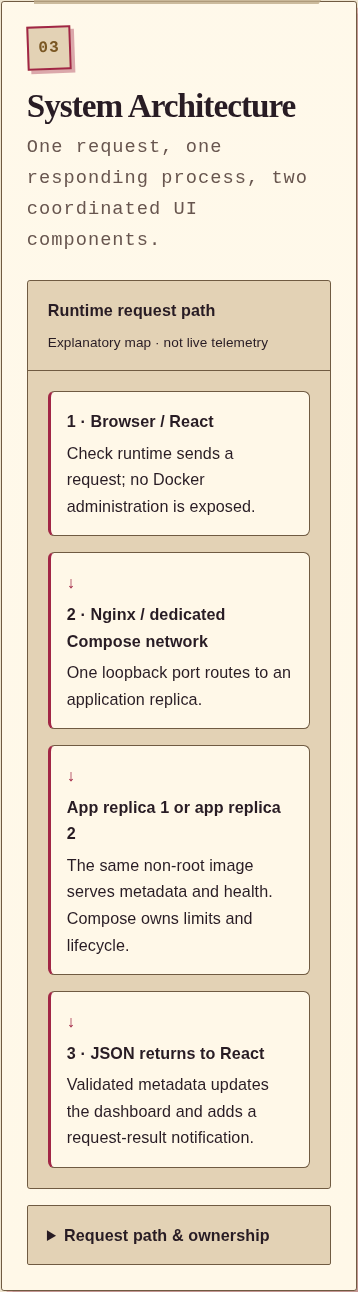 03
System Architecture
One request, one
responding process, two
coordinated UI
components.
Runtime request path
Explanatory map · not live telemetry
1 · Browser / React
Check runtime sends a
request; no Docker
administration is exposed.
↓
2 · Nginx / dedicated
Compose network
One loopback port routes to an
application replica.
↓
App replica 1 or app replica
2
The same non-root image
serves metadata and health.
Compose owns limits and
lifecycle.
↓
3 · JSON returns to React
Validated metadata updates
the dashboard and adds a
request-result notification.
▶ Request path & ownership